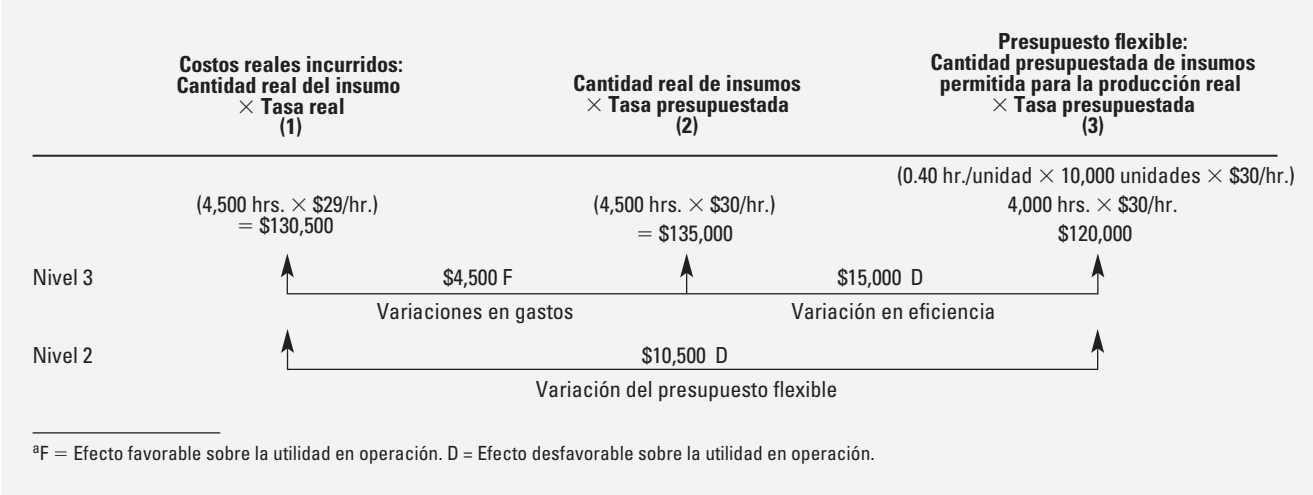 Costos reales incurridos:
Cantidad real del insumo
× Tasa real
(1)
Cantidad real de insumos
× Tasa presupuestada
(2)
Presupuesto flexible:
Cantidad presupuestada de insumos
permitida para la producción real
× Tasa presupuestada
(3)
(4,500 hrs. × $29/hr.)
= $130,500
(4,500 hrs. × $30/hr.)
= $135,000
(0.40 hr./unidad × 10,000 unidades × $30/hr.)
4,000 hrs. × $30/hr.
$120,000
Nivel 3
$4,500 F
$15,000 D
Variaciones en gastos
Variación en eficiencia
Nivel 2
$10,500 D
Variación del presupuesto flexible
aF = Efecto favorable sobre la utilidad en operación. D = Efecto desfavorable sobre la utilidad en operación.